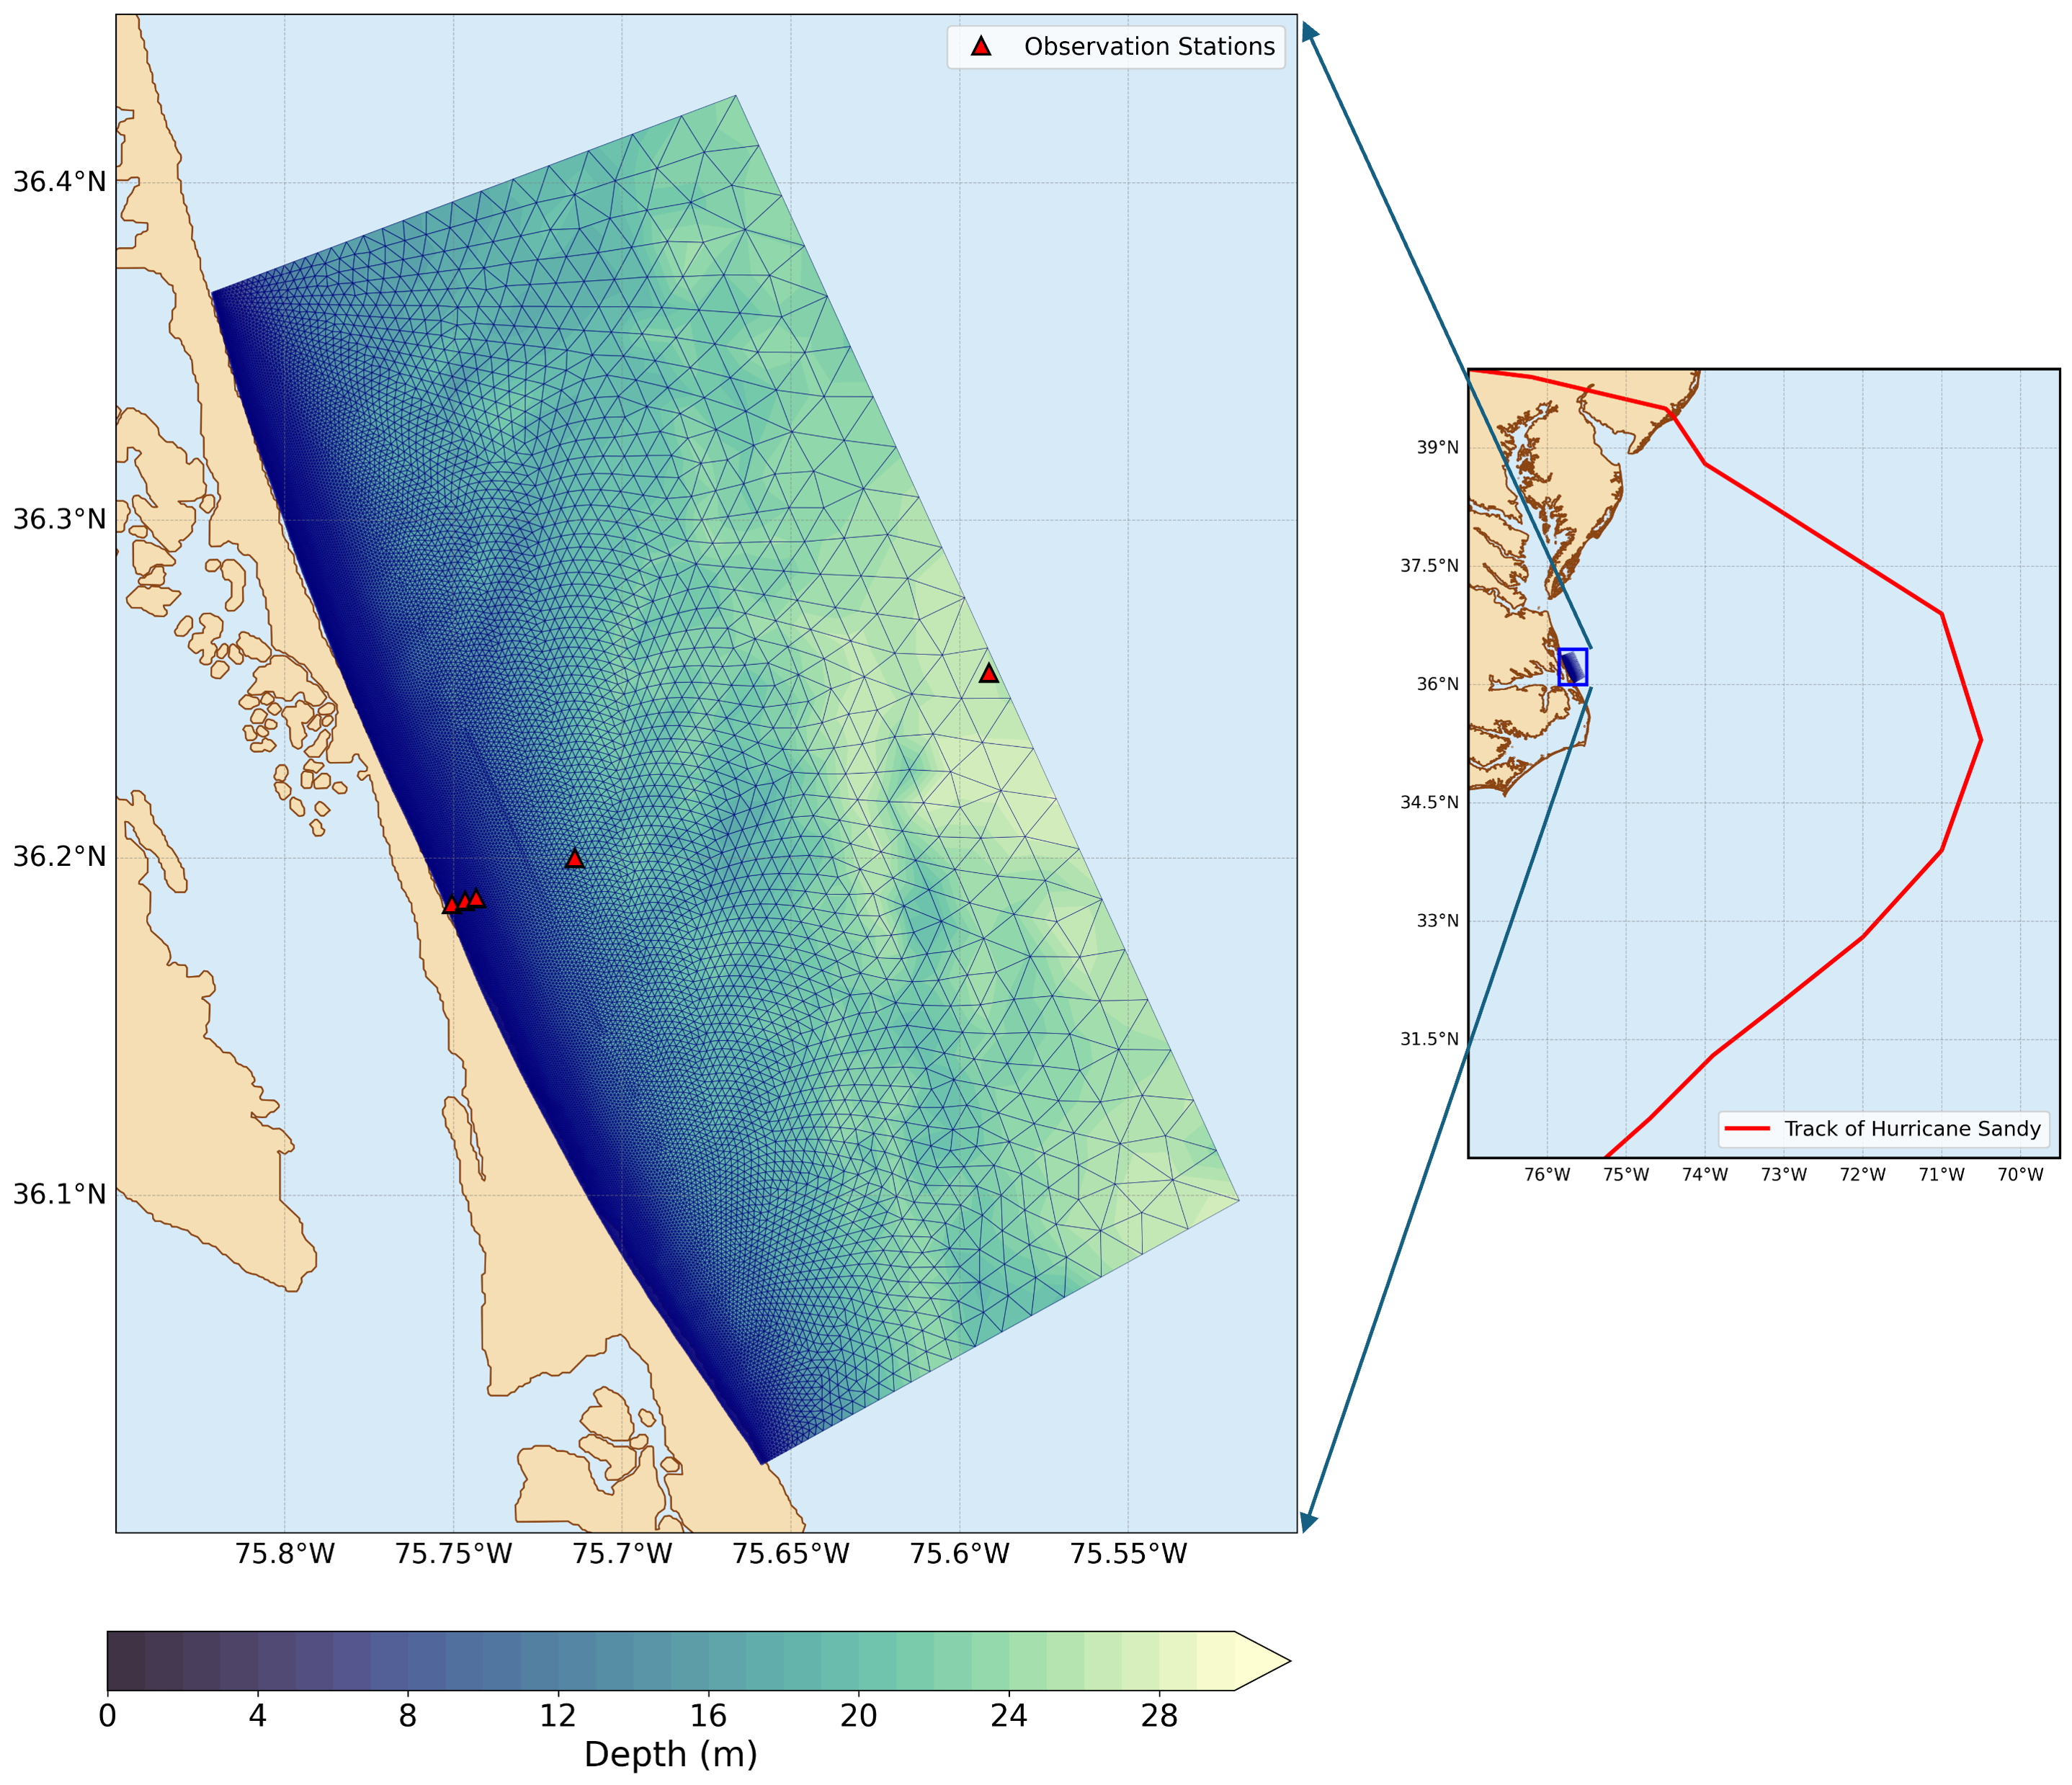 Observation Stations
36.4°N
36.3°N
36.2°N
36.1°N
75.8°W 75.75°W 75.7°W 75.65°W 75.6°W 75.55°W
0 4 8 12 16 20 24 28
Depth (m)
39°N
37.5°N
36°N
34.5°N
33°N
31.5°N
Track of Hurricane Sandy
76°W 75°W 74°W 73°W 72°W 71°W 70°W